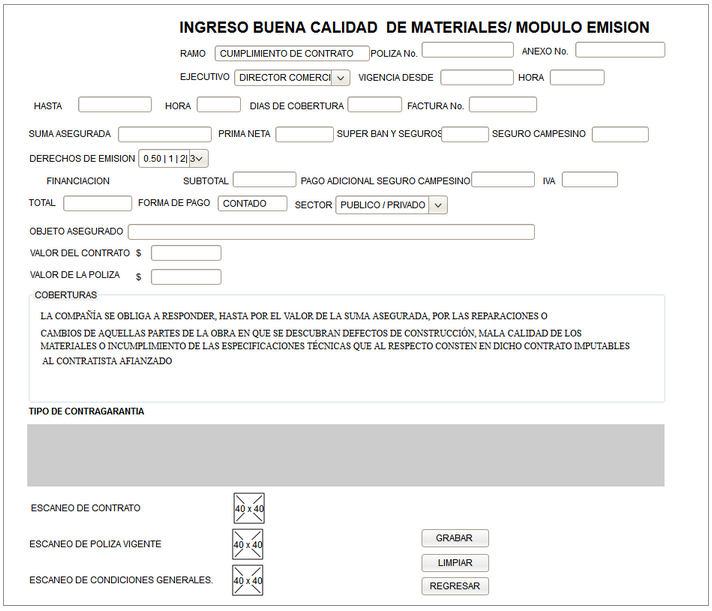 INGRESO BUENA CALIDAD DE MATERIALES/ MODULO EMISION
RAMO CUMPLIMIENTO DE CONTRATO POLIZA No. ANEXO No.
EJECUTIVO DIRECTOR COMERCI VIGENCIA DESDE HORA
HASTA HORA DIAS DE COBERTURA FACTURA No.
SUMA ASEGURADA PRIMA NETA SUPER BAN Y SEGUROS SEGURO CAMPESINO
DERECHOS DE EMISION 0.50 | 1 | 2| 3
FINANCIACION SUBTOTAL PAGO ADICIONAL SEGURO CAMPESINO IVA
TOTAL FORMA DE PAGO CONTADO SECTOR PUBLICO / PRIVADO
OBJETO ASEGURADO
VALOR DEL CONTRATO $
VALOR DE LA POLIZA $
COBERTURAS
LA COMPAÑÍA SE OBLIGA A RESPONDER, HASTA POR EL VALOR DE LA SUMA ASEGURADA, POR LAS REPARACIONES O
CAMBIOS DE AQUELLAS PARTES DE LA OBRA EN QUE SE DESCUBRAN DEFECTOS DE CONSTRUCCIÓN, MALA CALIDAD DE LOS
MATERIALES O INCUMPLIMIENTO DE LAS ESPECIFICACIONES TÉCNICAS QUE AL RESPECTO CONSTEN EN DICHO CONTRATO IMPUTABLES
AL CONTRATISTA AFIANZADO
TIPO DE CONTRAGARANTIA
ESCANEO DE CONTRATO 40 x 40
ESCANEO DE POLIZA VIGENTE 40 x 40 GRABAR
LIMPIAR
ESCANEO DE CONDICIONES GENERALES. 40 x 40 REGRESAR